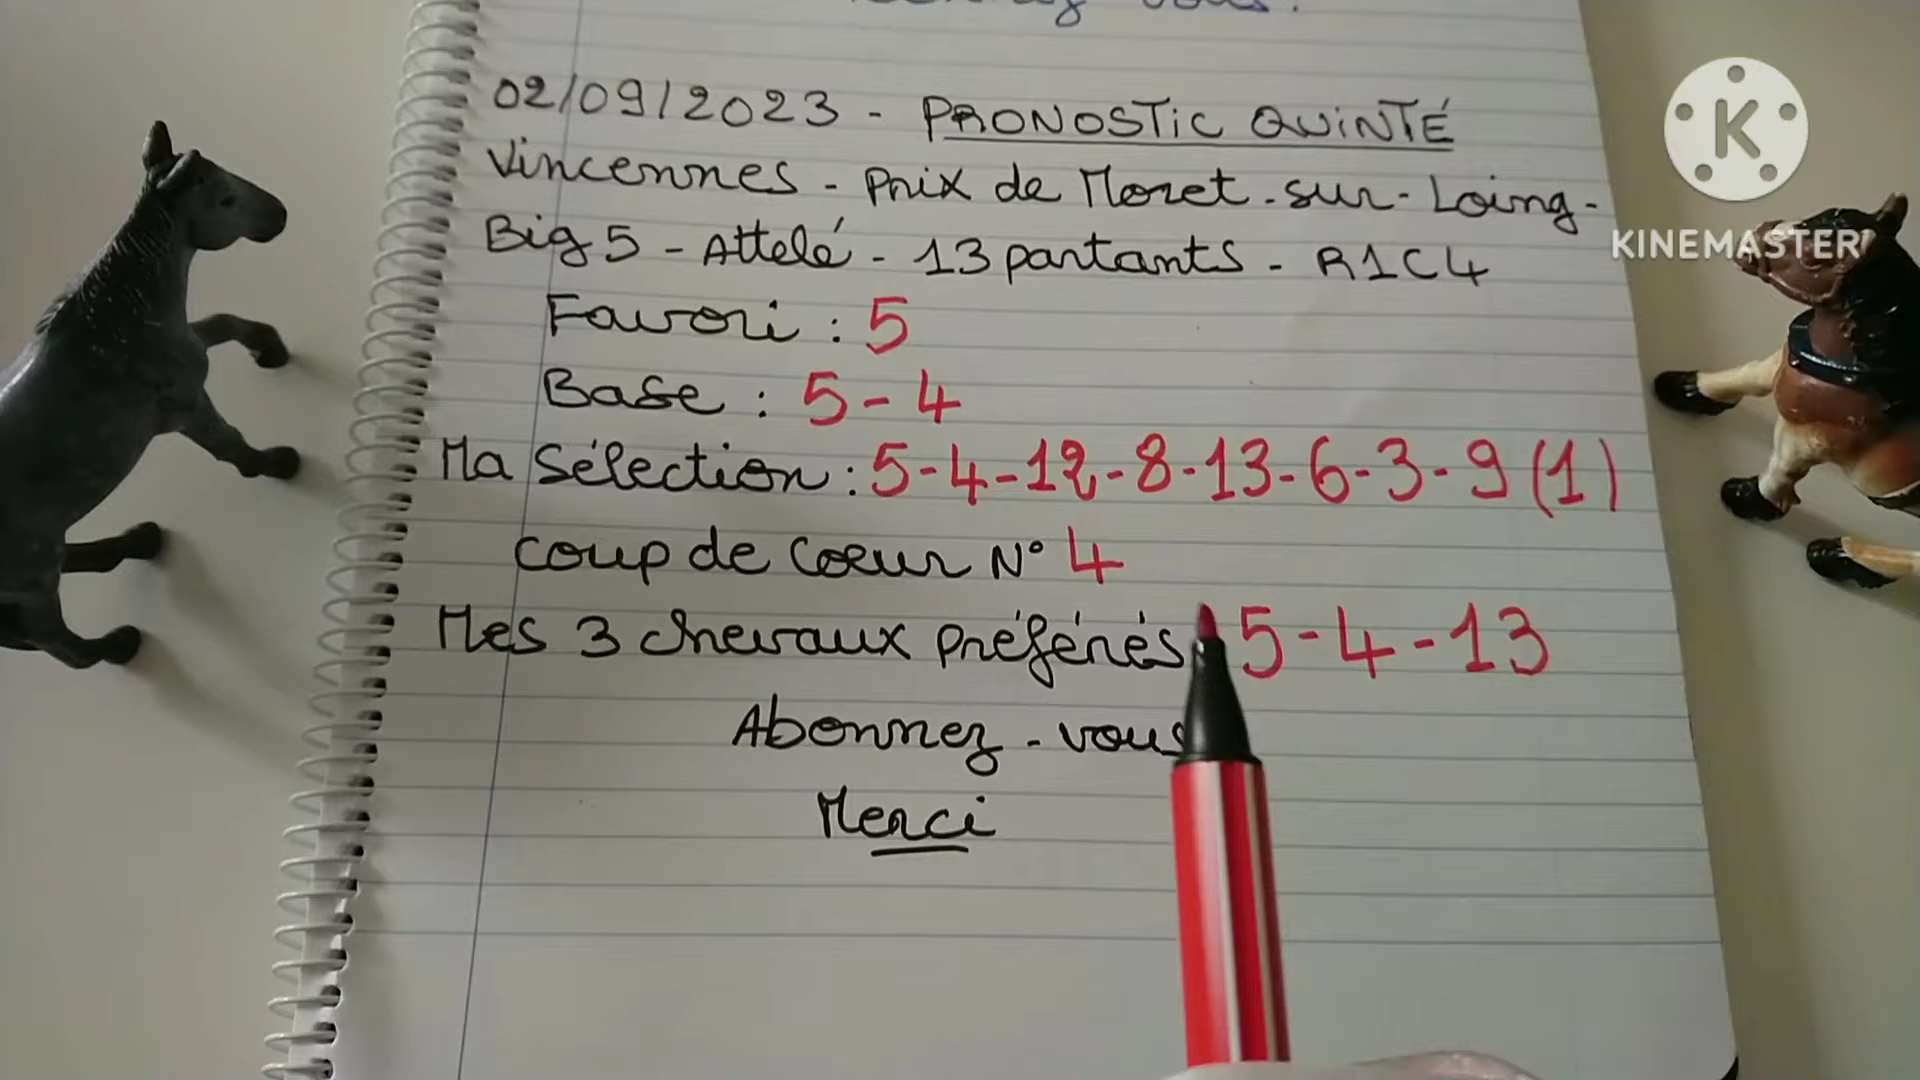 vous!
02/09/2023 - PRONOSTIC QUINTÉ
Vincennes - Prix de Moret-sur-Loing-
Big 5 - Attelé - 13 partants - R1C4
Favori : 5
Base : 5-4
Ma Sélection : 5-4-12-8-13-6-3-9 (1)
Coup de Coeur N° 4
Mes 3 chevaux préférés 5-4-13
Abonnez-vous
Merci
K
KINEMASTER